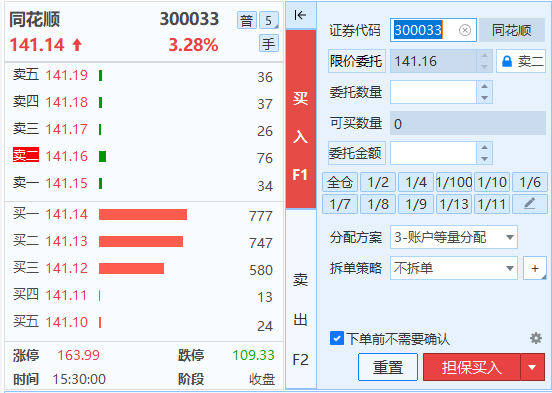 同花顺 300033 普 5
141.14 3.28% 手
卖五 141.19 36
卖四 141.18 37
卖三 141.17 26
卖二 141.16 76
卖一 141.15 34
买一 141.14 777
买二 141.13 747
买三 141.12 580
买四 141.11 13
买五 141.10 24
涨停 163.99 跌停 109.33
时间 15:30:00 阶段 收盘
买
入
F1
卖
出
F2
证券代码 300033 同花顺
限价委托 141.16 卖二
委托数量
可买数量 0
委托金额
全仓 1/2 1/4 1/100 1/10 1/6
1/7 1/8 1/9 1/13 1/11
分配方案 3-账户等量分配
拆单策略 不拆单 +
下单前不需要确认
重置 担保买入